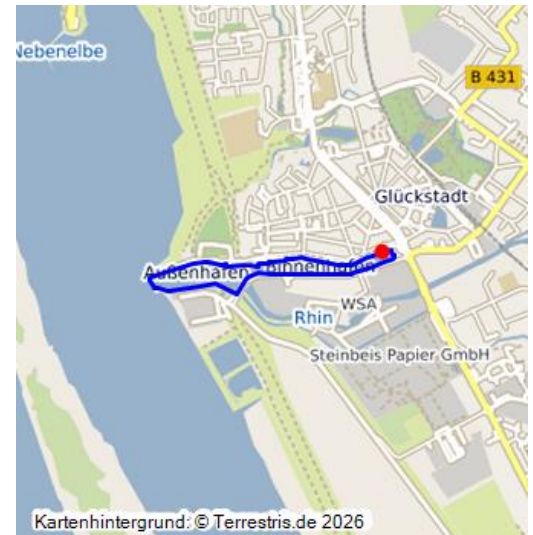 Nebenelbe
B 431
Glückstadt
Außenhafen
Binnenhafen
WSA
Rhin
Steinbeis Papier GmbH
Kartenhintergrund: © Terrestris.de 2026